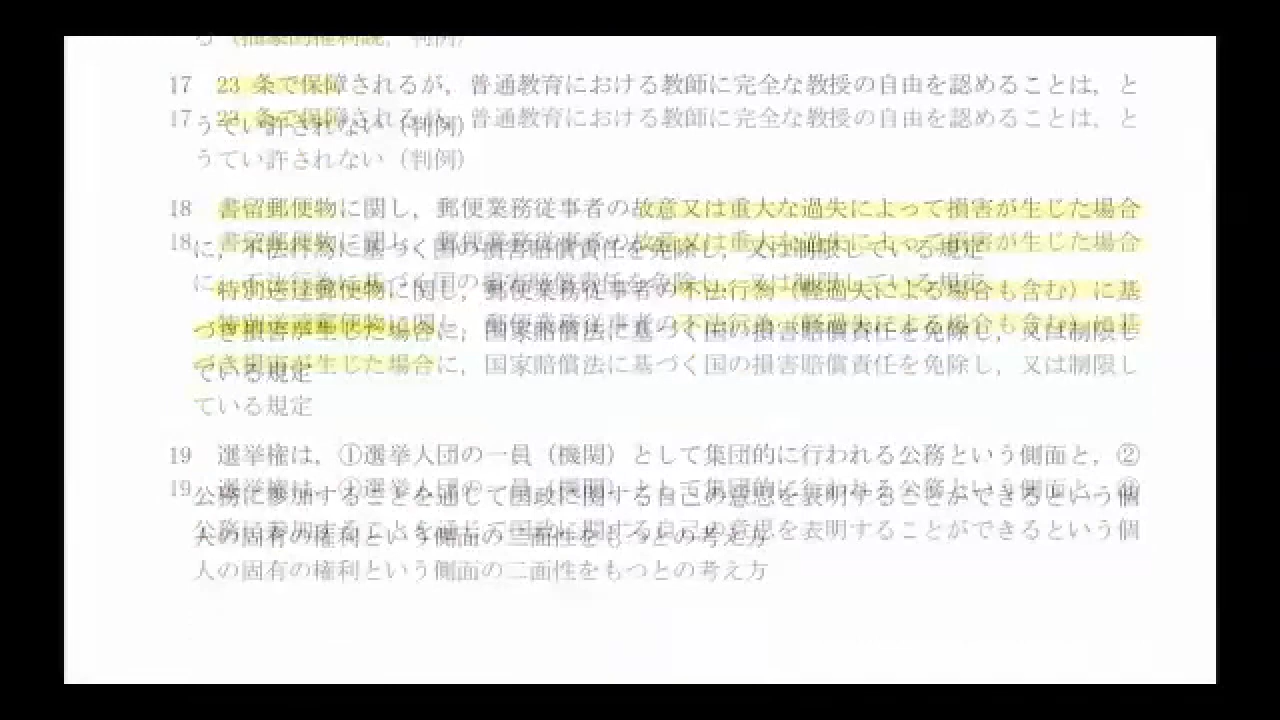 る（抽象的権利説，判例）
17 23 条で保障されるが，普通教育における教師に完全な教授の自由を認めることは，と
うてい許されない（判例）
18 書留郵便物に関し，郵便業務従事者の故意又は重大な過失によって損害が生じた場合
に，不法行為に基づく国の損害賠償責任を免除し，又は制限している規定
特別送達郵便物に関し，郵便業務従事者の不法行為（軽過失による場合も含む）に基
づき損害が生じた場合に，国家賠償法に基づく国の損害賠償責任を免除し，又は制限し
ている規定
19 選挙権は，①選挙人団の一員（機関）として集団的に行われる公務という側面と，②
公務に参加することを通じて国政に関する自己の意思を表明することができるという個
人の固有の権利という側面の二面性をもつとの考え方